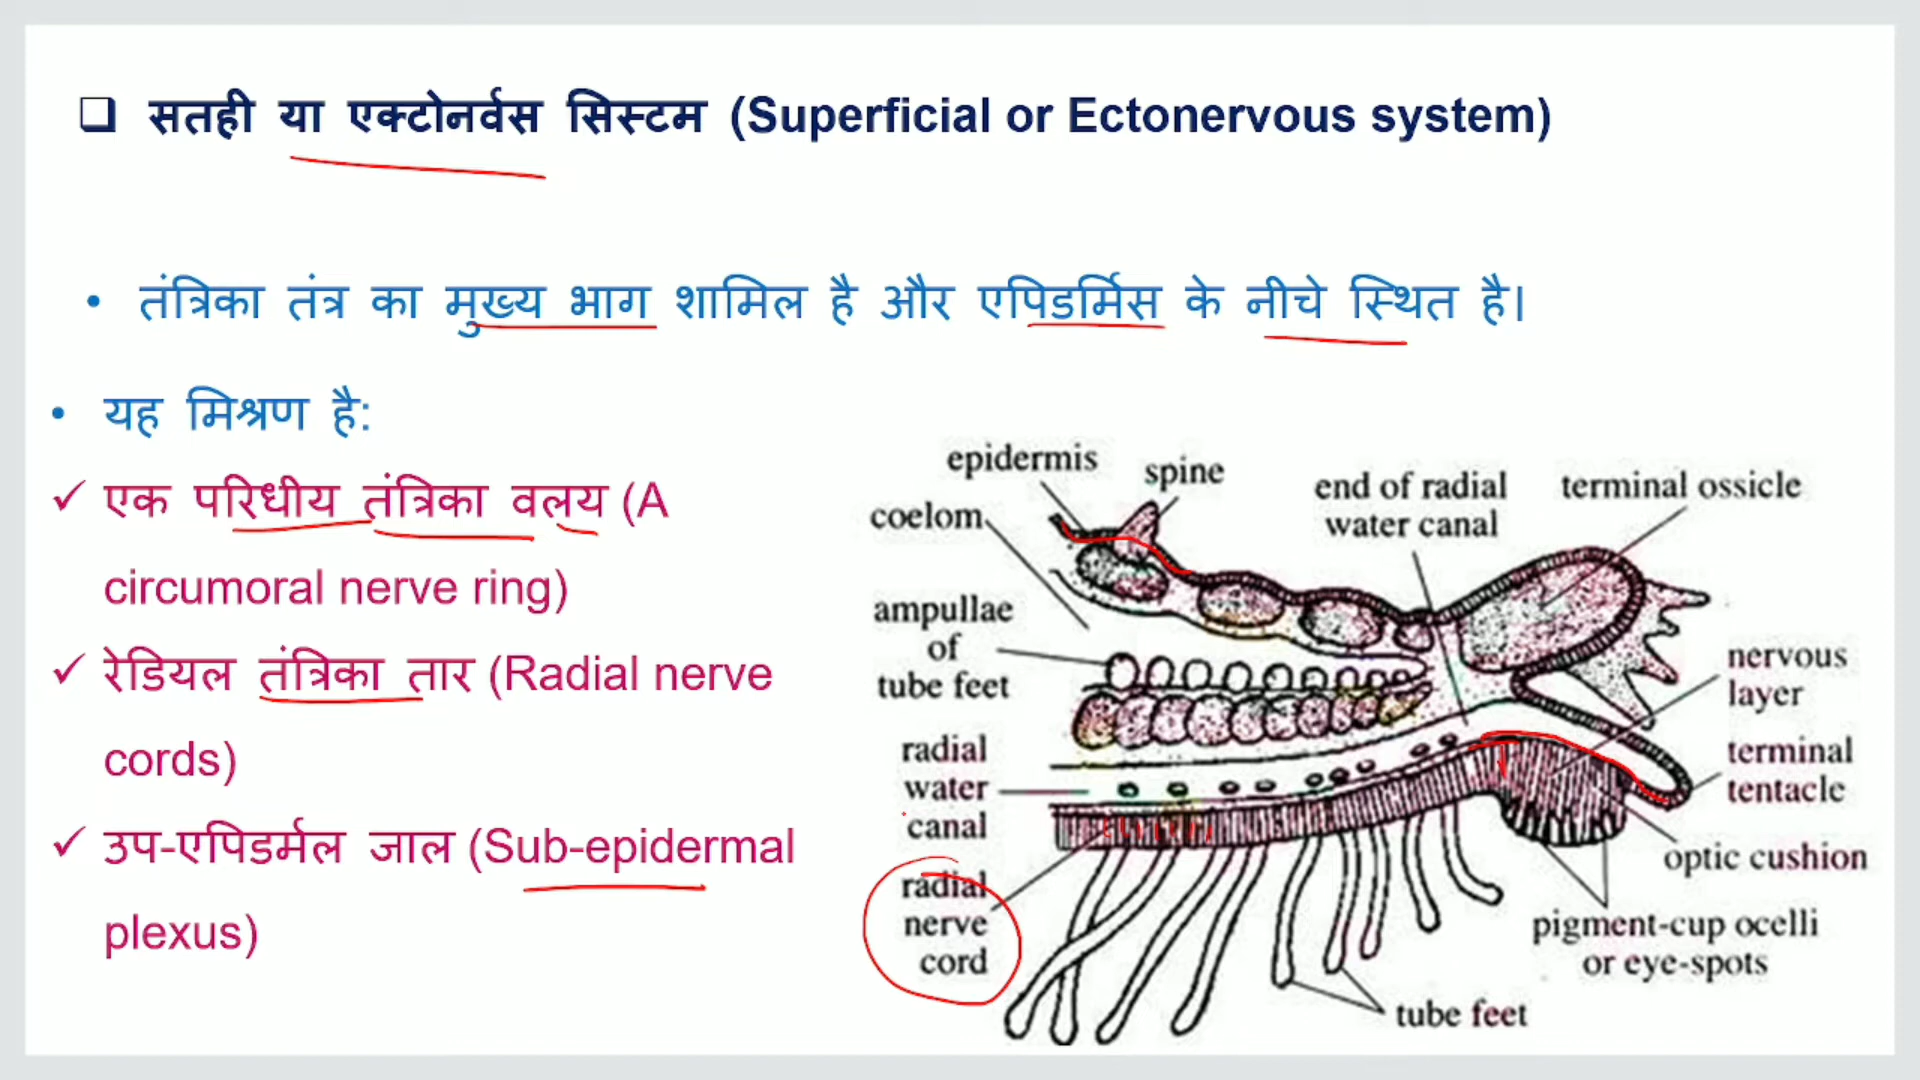 ❑ सतही या एक्टोनर्वस सिस्टम (Superficial or Ectonervous system)
• तंत्रिका तंत्र का मुख्य भाग शामिल है और एपिडर्मिस के नीचे स्थित है।
• यह मिश्रण है:
✓ एक परिधीय तंत्रिका वलय (A
circumoral nerve ring)
✓ रेडियल तंत्रिका तार (Radial nerve
cords)
✓ उप-एपिडर्मल जाल (Sub-epidermal
plexus)
epidermis
spine
coelom
end of radial
water canal
terminal ossicle
ampullae
of
tube feet
nervous
layer
radial
water
canal
terminal
tentacle
optic cushion
radial
nerve
cord
pigment-cup ocelli
or eye-spots
tube feet